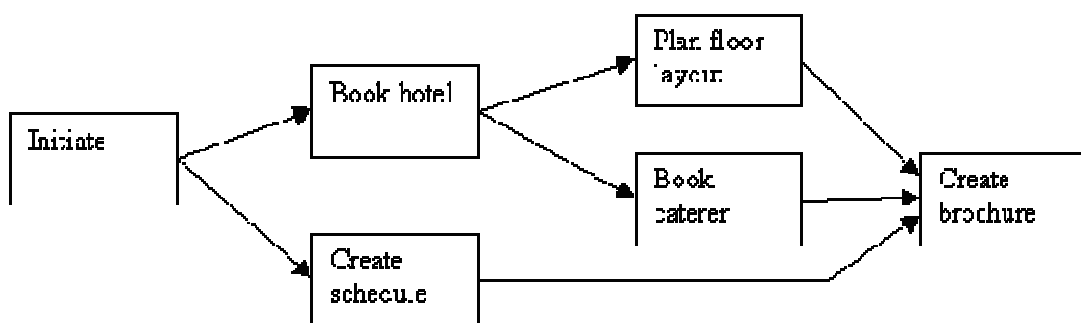 Initiate
Book hotel
Plan floor
layout
Book
caterer
Create
schedule
Create
brochure